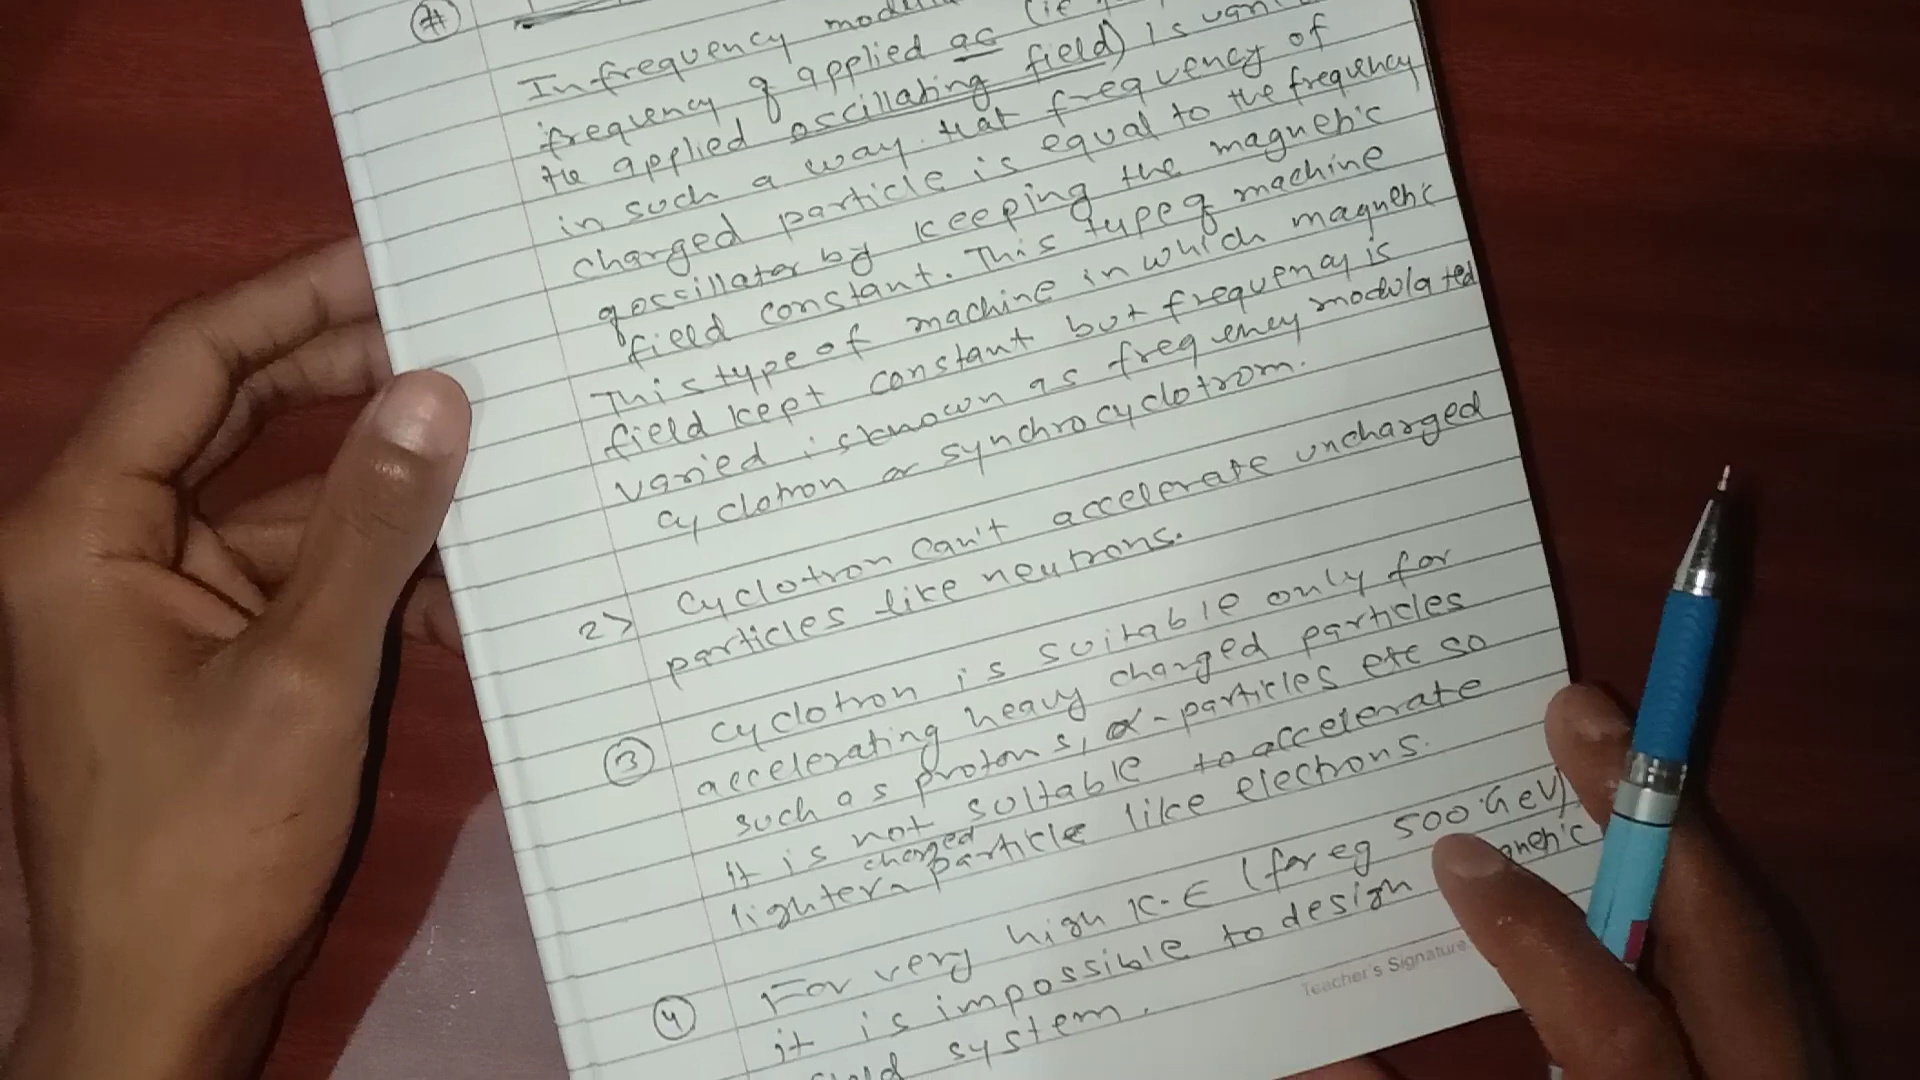 #
In frequency
frequency of applied ac (ie
the applied oscillating field) is
in such a way that frequency of
charged particle is equal to the frequency
of oscillator by keeping the magnetic
field constant. This type of machine
This type of machine in which magnetic
field kept constant but frequency is
varied is known as frequency modulated
cyclotron or synchrocyclotrom.
2> Cyclotron can't accelerate uncharged
particles like neutrons.
3 Cyclotron is suitable only for
accelerating heavy charged particles
such as protons, α-particles etc so
it is not suitable to accelerate
lighter charged particle like electrons.
4 For very high K.E (for eg 500 GeV)
it is impossible to design
system.
Teacher's Signature